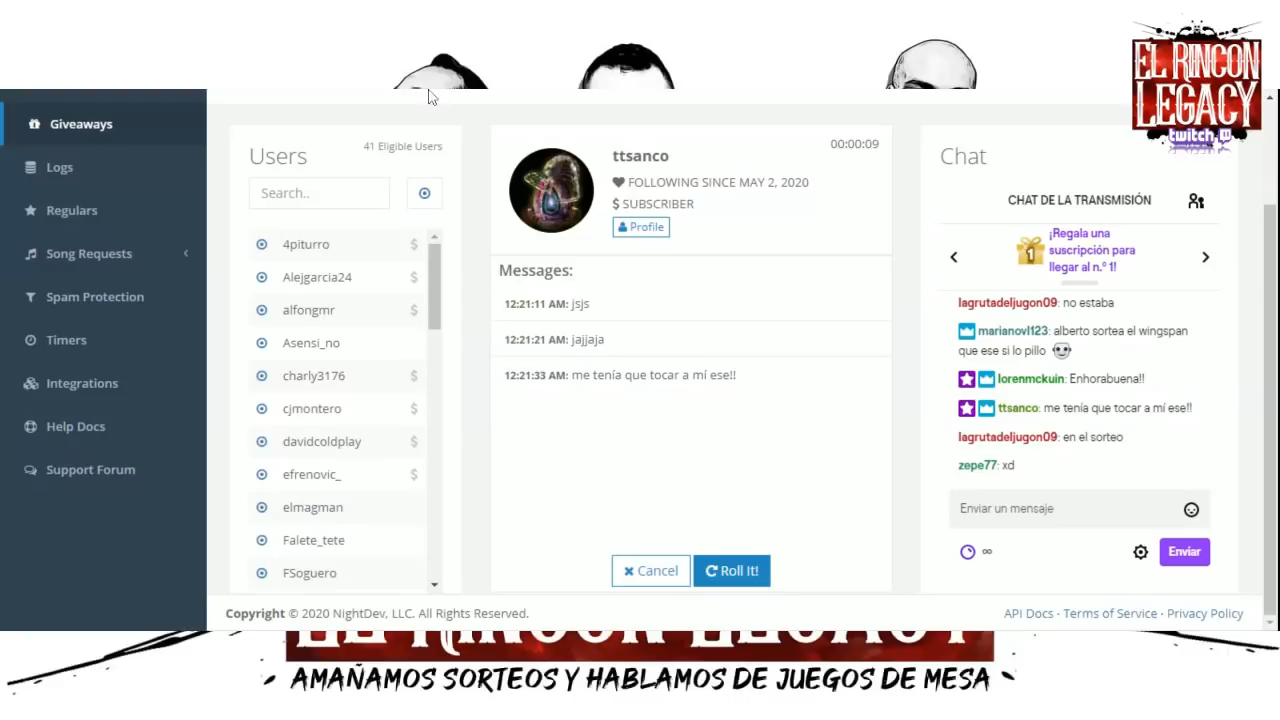 EL RINCON
LEGACY
twitch
Giveaways
Logs
Regulars
Song Requests
Spam Protection
Timers
Integrations
Help Docs
Support Forum
Users
41 Eligible Users
Search..
4piturro $
Alejgarcia24 $
alfongmr $
Asensi_no
charly3176 $
cjmontero $
davidcoldplay $
efrenovic_ $
elmagman
Falete_tete
FSoguero
ttsanco
00:00:09
FOLLOWING SINCE MAY 2, 2020
$ SUBSCRIBER
Profile
Messages:
12:21:11 AM: jsjs
12:21:21 AM: jajjaja
12:21:33 AM: me tenía que tocar a mí ese!!
Cancel
Roll It!
Chat
CHAT DE LA TRANSMISIÓN
1
¡Regala una
suscripción para
llegar al n.º 1!
lagrutadeljugon09: no estaba
marianovl123: alberto sortea el wingspan
que ese si lo pillo
lorenmckuin: Enhorabuena!!
ttsanco: me tenía que tocar a mí ese!!
lagrutadeljugon09: en el sorteo
zepe77: xd
Enviar un mensaje
∞
Enviar
Copyright © 2020 NightDev, LLC. All Rights Reserved.
API Docs · Terms of Service · Privacy Policy
EL RINCON LEGACY
AMAÑAMOS SORTEOS Y HABLAMOS DE JUEGOS DE MESA